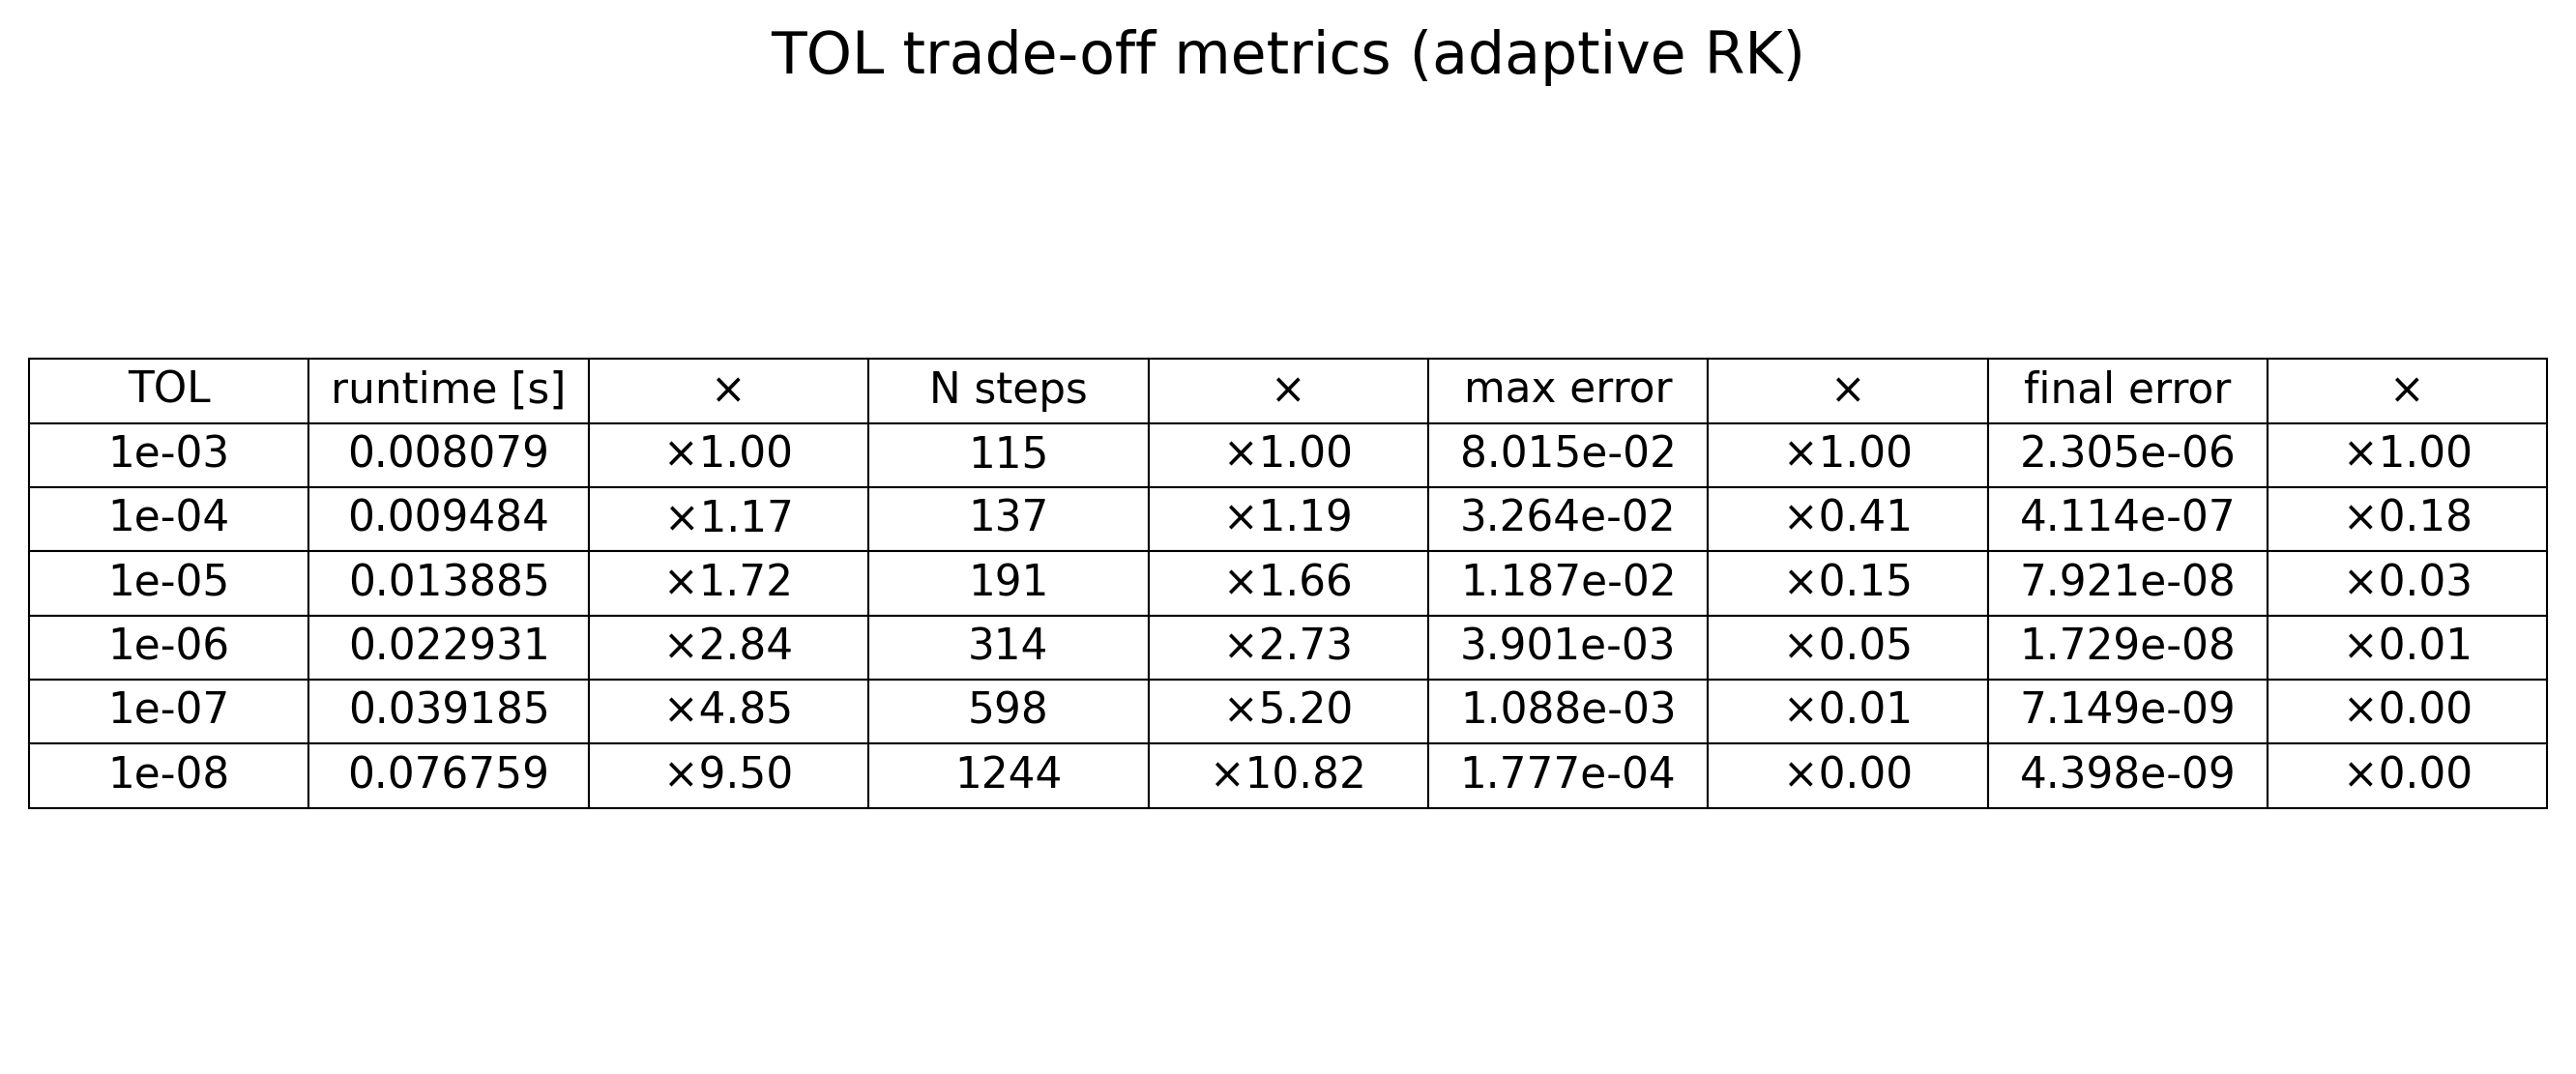 TOL trade-off metrics (adaptive RK)
TOL runtime [s] × N steps × max error × final error ×
1e-03 0.008079 ×1.00 115 ×1.00 8.015e-02 ×1.00 2.305e-06 ×1.00
1e-04 0.009484 ×1.17 137 ×1.19 3.264e-02 ×0.41 4.114e-07 ×0.18
1e-05 0.013885 ×1.72 191 ×1.66 1.187e-02 ×0.15 7.921e-08 ×0.03
1e-06 0.022931 ×2.84 314 ×2.73 3.901e-03 ×0.05 1.729e-08 ×0.01
1e-07 0.039185 ×4.85 598 ×5.20 1.088e-03 ×0.01 7.149e-09 ×0.00
1e-08 0.076759 ×9.50 1244 ×10.82 1.777e-04 ×0.00 4.398e-09 ×0.00